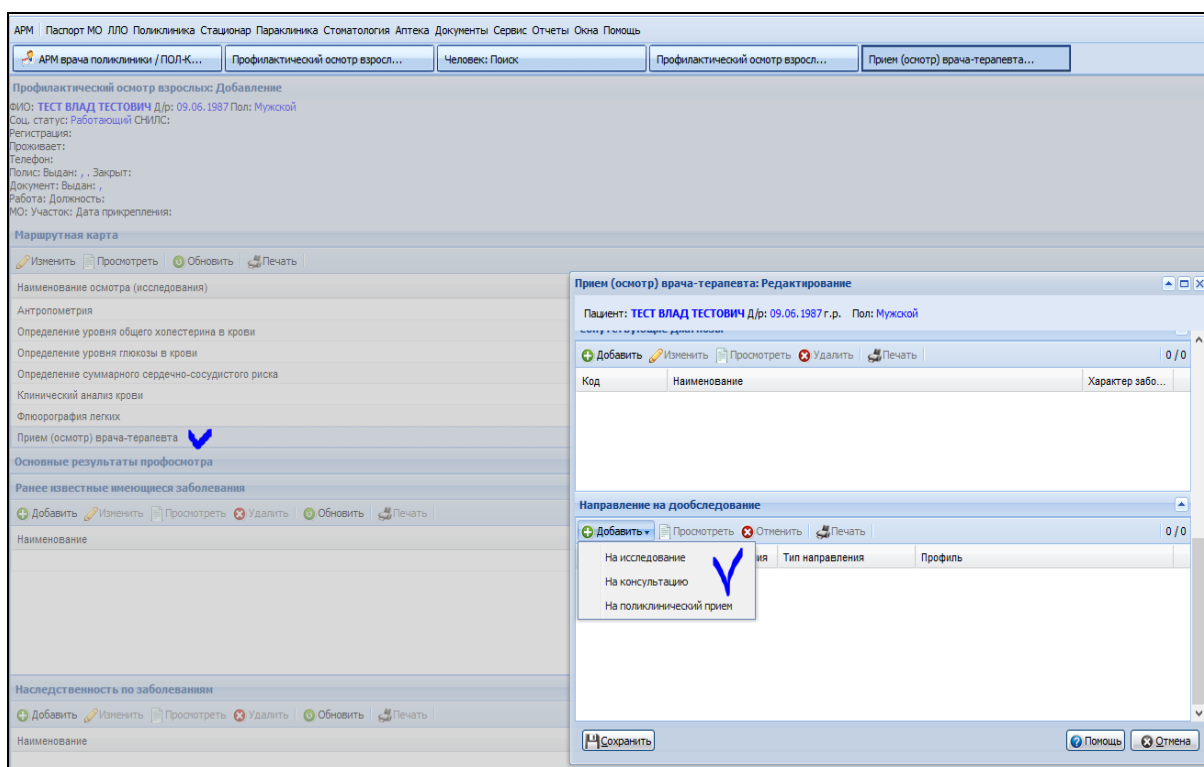 АРМ Паспорт МО ЛЛО Поликлиника Стационар Параклиника Стоматология Аптека Документы Сервис Отчеты Окна Помощь
АРМ врача поликлиники / ПОЛ-К... Профилактический осмотр взросл... Человек: Поиск Профилактический осмотр взросл... Прием (осмотр) врача-терапевта...
Профилактический осмотр взрослых: Добавление
ФИО: ТЕСТ ВЛАД ТЕСТОВИЧ Д/р: 09.06.1987 Пол: Мужской
Соц. статус: Работающий СНИЛС:
Регистрация:
Проживает:
Телефон:
Полис: Выдан: , . Закрыт:
Документ: Выдан: ,
Работа: Должность:
МО: Участок: Дата прикрепления:
Маршрутная карта
Изменить Просмотреть Обновить Печать
Наименование осмотра (исследования)
Антропометрия
Определение уровня общего холестерина в крови
Определение уровня глюкозы в крови
Определение суммарного сердечно-сосудистого риска
Клинический анализ крови
Флюорография легких
Прием (осмотр) врача-терапевта
Основные результаты профосмотра
Ранее известные имеющиеся заболевания
Добавить Изменить Просмотреть Удалить Обновить Печать
Наименование
Наследственность по заболеваниям
Добавить Изменить Просмотреть Удалить Обновить Печать
Наименование
Прием (осмотр) врача-терапевта: Редактирование
Пациент: ТЕСТ ВЛАД ТЕСТОВИЧ Д/р: 09.06.1987 г.р. Пол: Мужской
Сопутствующие диагнозы
Добавить Изменить Просмотреть Удалить Печать 0 / 0
Код Наименование Характер забо...
Направление на дообследование
Добавить Просмотреть Отменить Печать 0 / 0
ия Тип направления Профиль
На исследование
На консультацию
На поликлинический прием
Сохранить Помощь Отмена